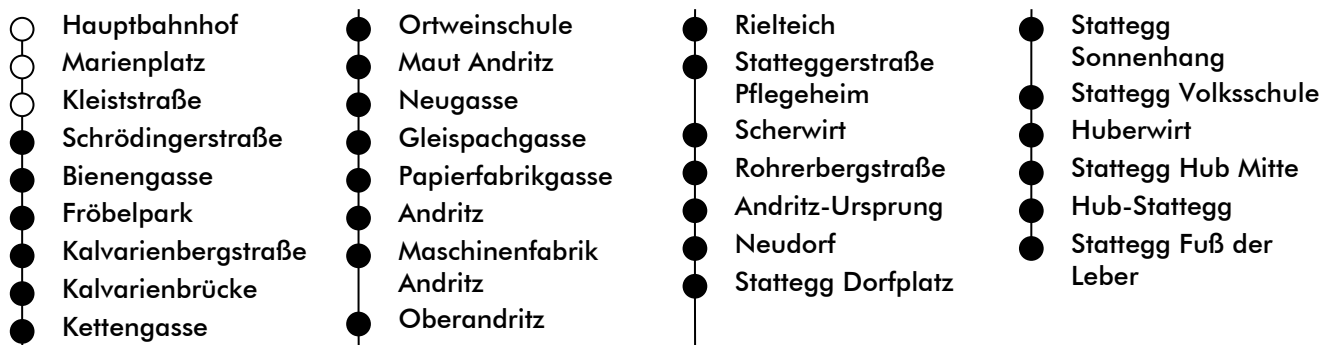 Hauptbahnhof
Marienplatz
Kleiststraße
Schrödingerstraße
Bienengasse
Fröbelpark
Kalvarienbergstraße
Kalvarienbrücke
Kettengasse
Ortweinschule
Maut Andritz
Neugasse
Gleispachgasse
Papierfabrikgasse
Andritz
Maschinenfabrik
Andritz
Oberandritz
Rielteich
Statteggerstraße
Pflegeheim
Scherwirt
Rohrerbergstraße
Andritz-Ursprung
Neudorf
Stattegg Dorfplatz
Stattegg
Sonnenhang
Stattegg Volksschule
Huberwirt
Stattegg Hub Mitte
Hub-Stattegg
Stattegg Fuß der
Leber